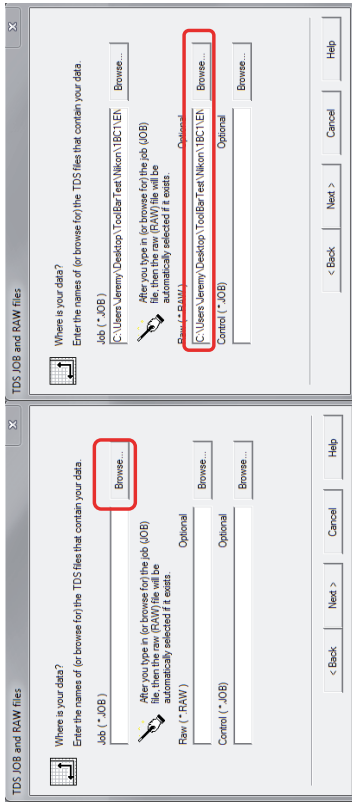 TDS JOB and RAW files
Where is your data?
Enter the names of (or browse for) the TDS files that contain your data.
Job ( *.JOB )
Browse...
After you type in (or browse for) the job (JOB)
file, then the raw (RAW) file will be
automatically selected if it exists.
Raw ( *.RAW )
Optional
Browse...
Control ( *.JOB)
Optional
Browse...
< Back
Next >
Cancel
Help
TDS JOB and RAW files
Where is your data?
Enter the names of (or browse for) the TDS files that contain your data.
Job ( *.JOB )
C:\Users\Jeremy\Desktop\ToolBarTest\Nikon\1BC1\EN
Browse...
After you type in (or browse for) the job (JOB)
file, then the raw (RAW) file will be
automatically selected if it exists.
Raw ( *.RAW )
Optional
C:\Users\Jeremy\Desktop\ToolBarTest\Nikon\1BC1\EN
Browse...
Control ( *.JOB)
Optional
Browse...
< Back
Next >
Cancel
Help